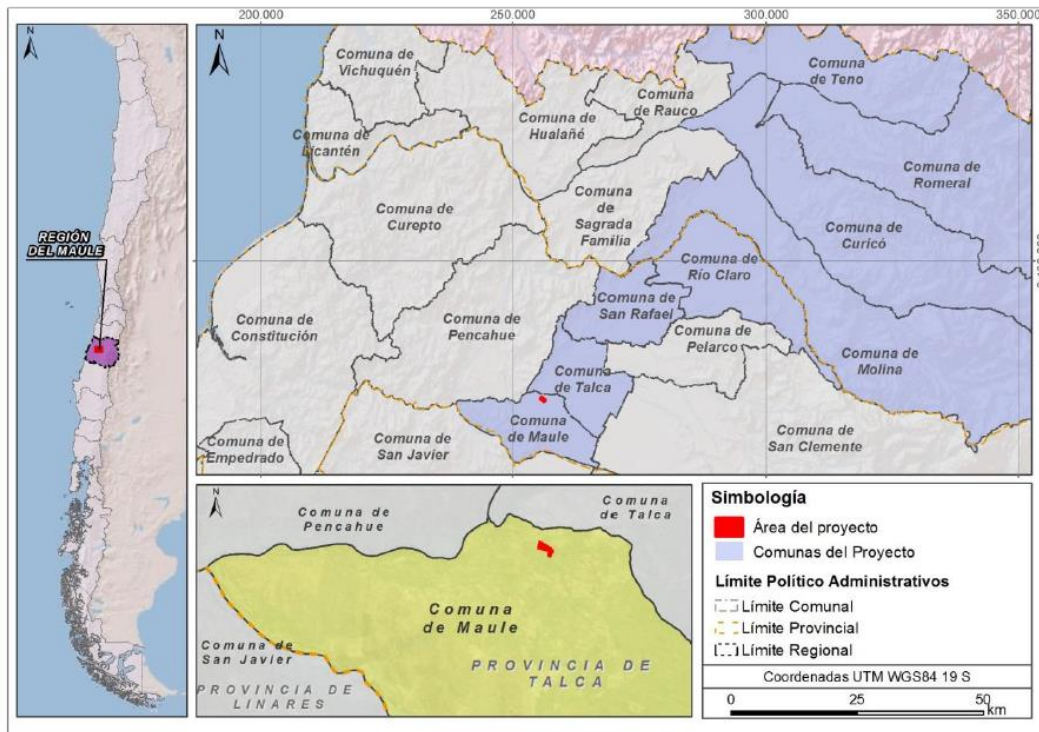 200.000
250.000
300.000
350.000
N
REGIÓN
DEL MAULE
N
Comuna de
Vichuquén
Comuna
de Teno
Comuna
de Rauco
Comuna de
Hualañé
Comuna de
Licantén
Comuna de
Romeral
Comuna
de
Sagrada
Familia
Comuna de
Curepto
Comuna de
Curicó
Comuna de
Río Claro
Comuna de
San Rafael
Comuna de
Constitución
Comuna de
Pencahue
Comuna de
Pelarco
Comuna de
Molina
Comuna
de Talca
Comuna
de Maule
Comuna de
San Javier
Comuna de
San Clemente
Comuna de
Empedrado
N
Comuna de
Pencahue
Comuna
de Talca
Comuna
de Maule
Comuna de
San Javier
PROVINCIA DE
TALCA
PROVINCIA DE
LINARES
Simbología
Área del proyecto
Comunas del Proyecto
Límite Político Administrativos
Límite Comunal
Límite Provincial
Límite Regional
Coordenadas UTM WGS84 19 S
0 25 50
km